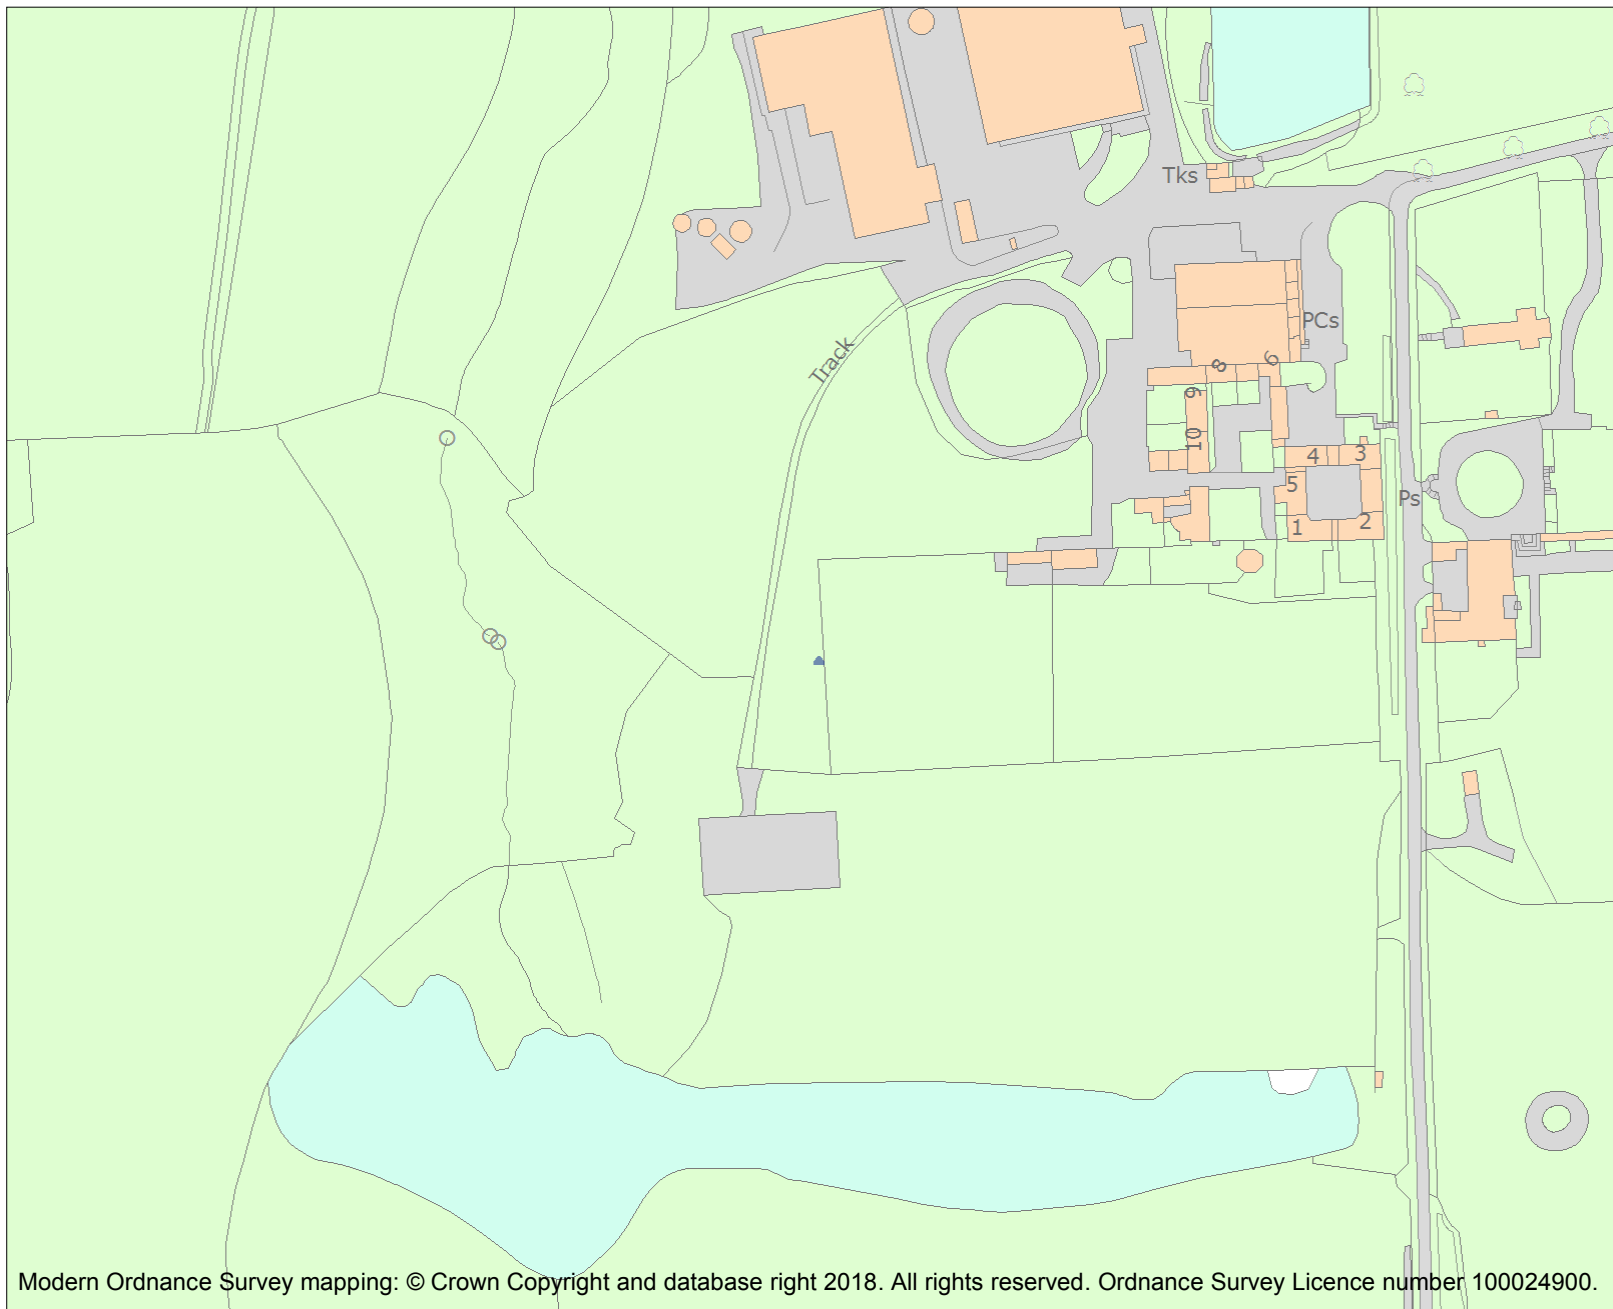 Tks
PCs
Track
8
6
9
10
4
3
5
Ps
1
2
Modern Ordnance Survey mapping: © Crown Copyright and database right 2018. All rights reserved. Ordnance Survey Licence number 100024900.